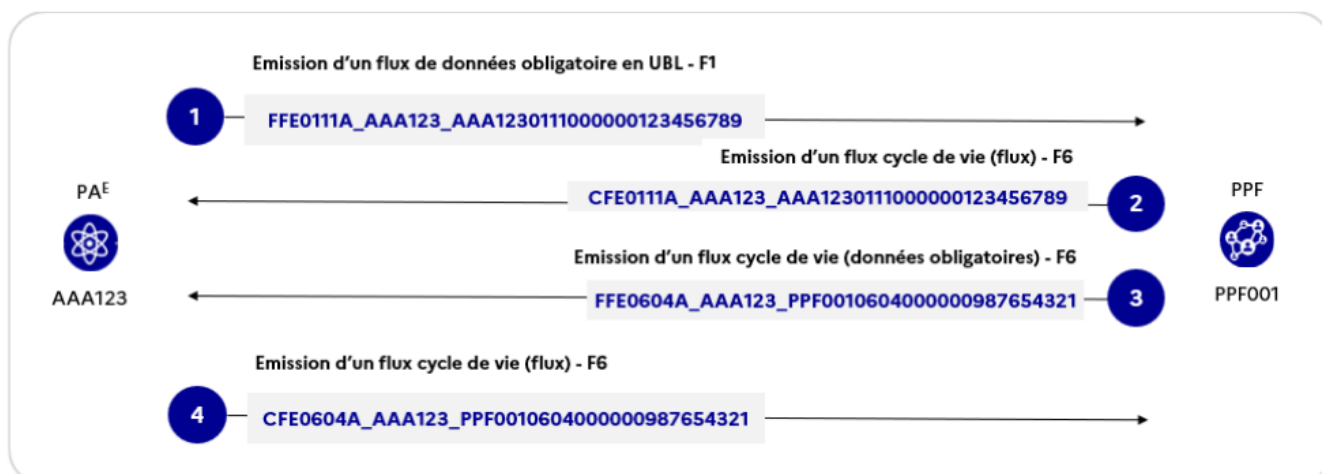 Emission d'un flux de données obligatoire en UBL - F1
1
FFE0111A_AAA123_AAA1230111000000123456789
Emission d'un flux cycle de vie (flux) - F6
PAᴱ
CFE0111A_AAA123_AAA1230111000000123456789
2
PPF
Emission d'un flux cycle de vie (données obligatoires) - F6
AAA123
FFE0604A_AAA123_PPF0010604000000987654321
3
PPF001
Emission d'un flux cycle de vie (flux) - F6
4
CFE0604A_AAA123_PPF0010604000000987654321